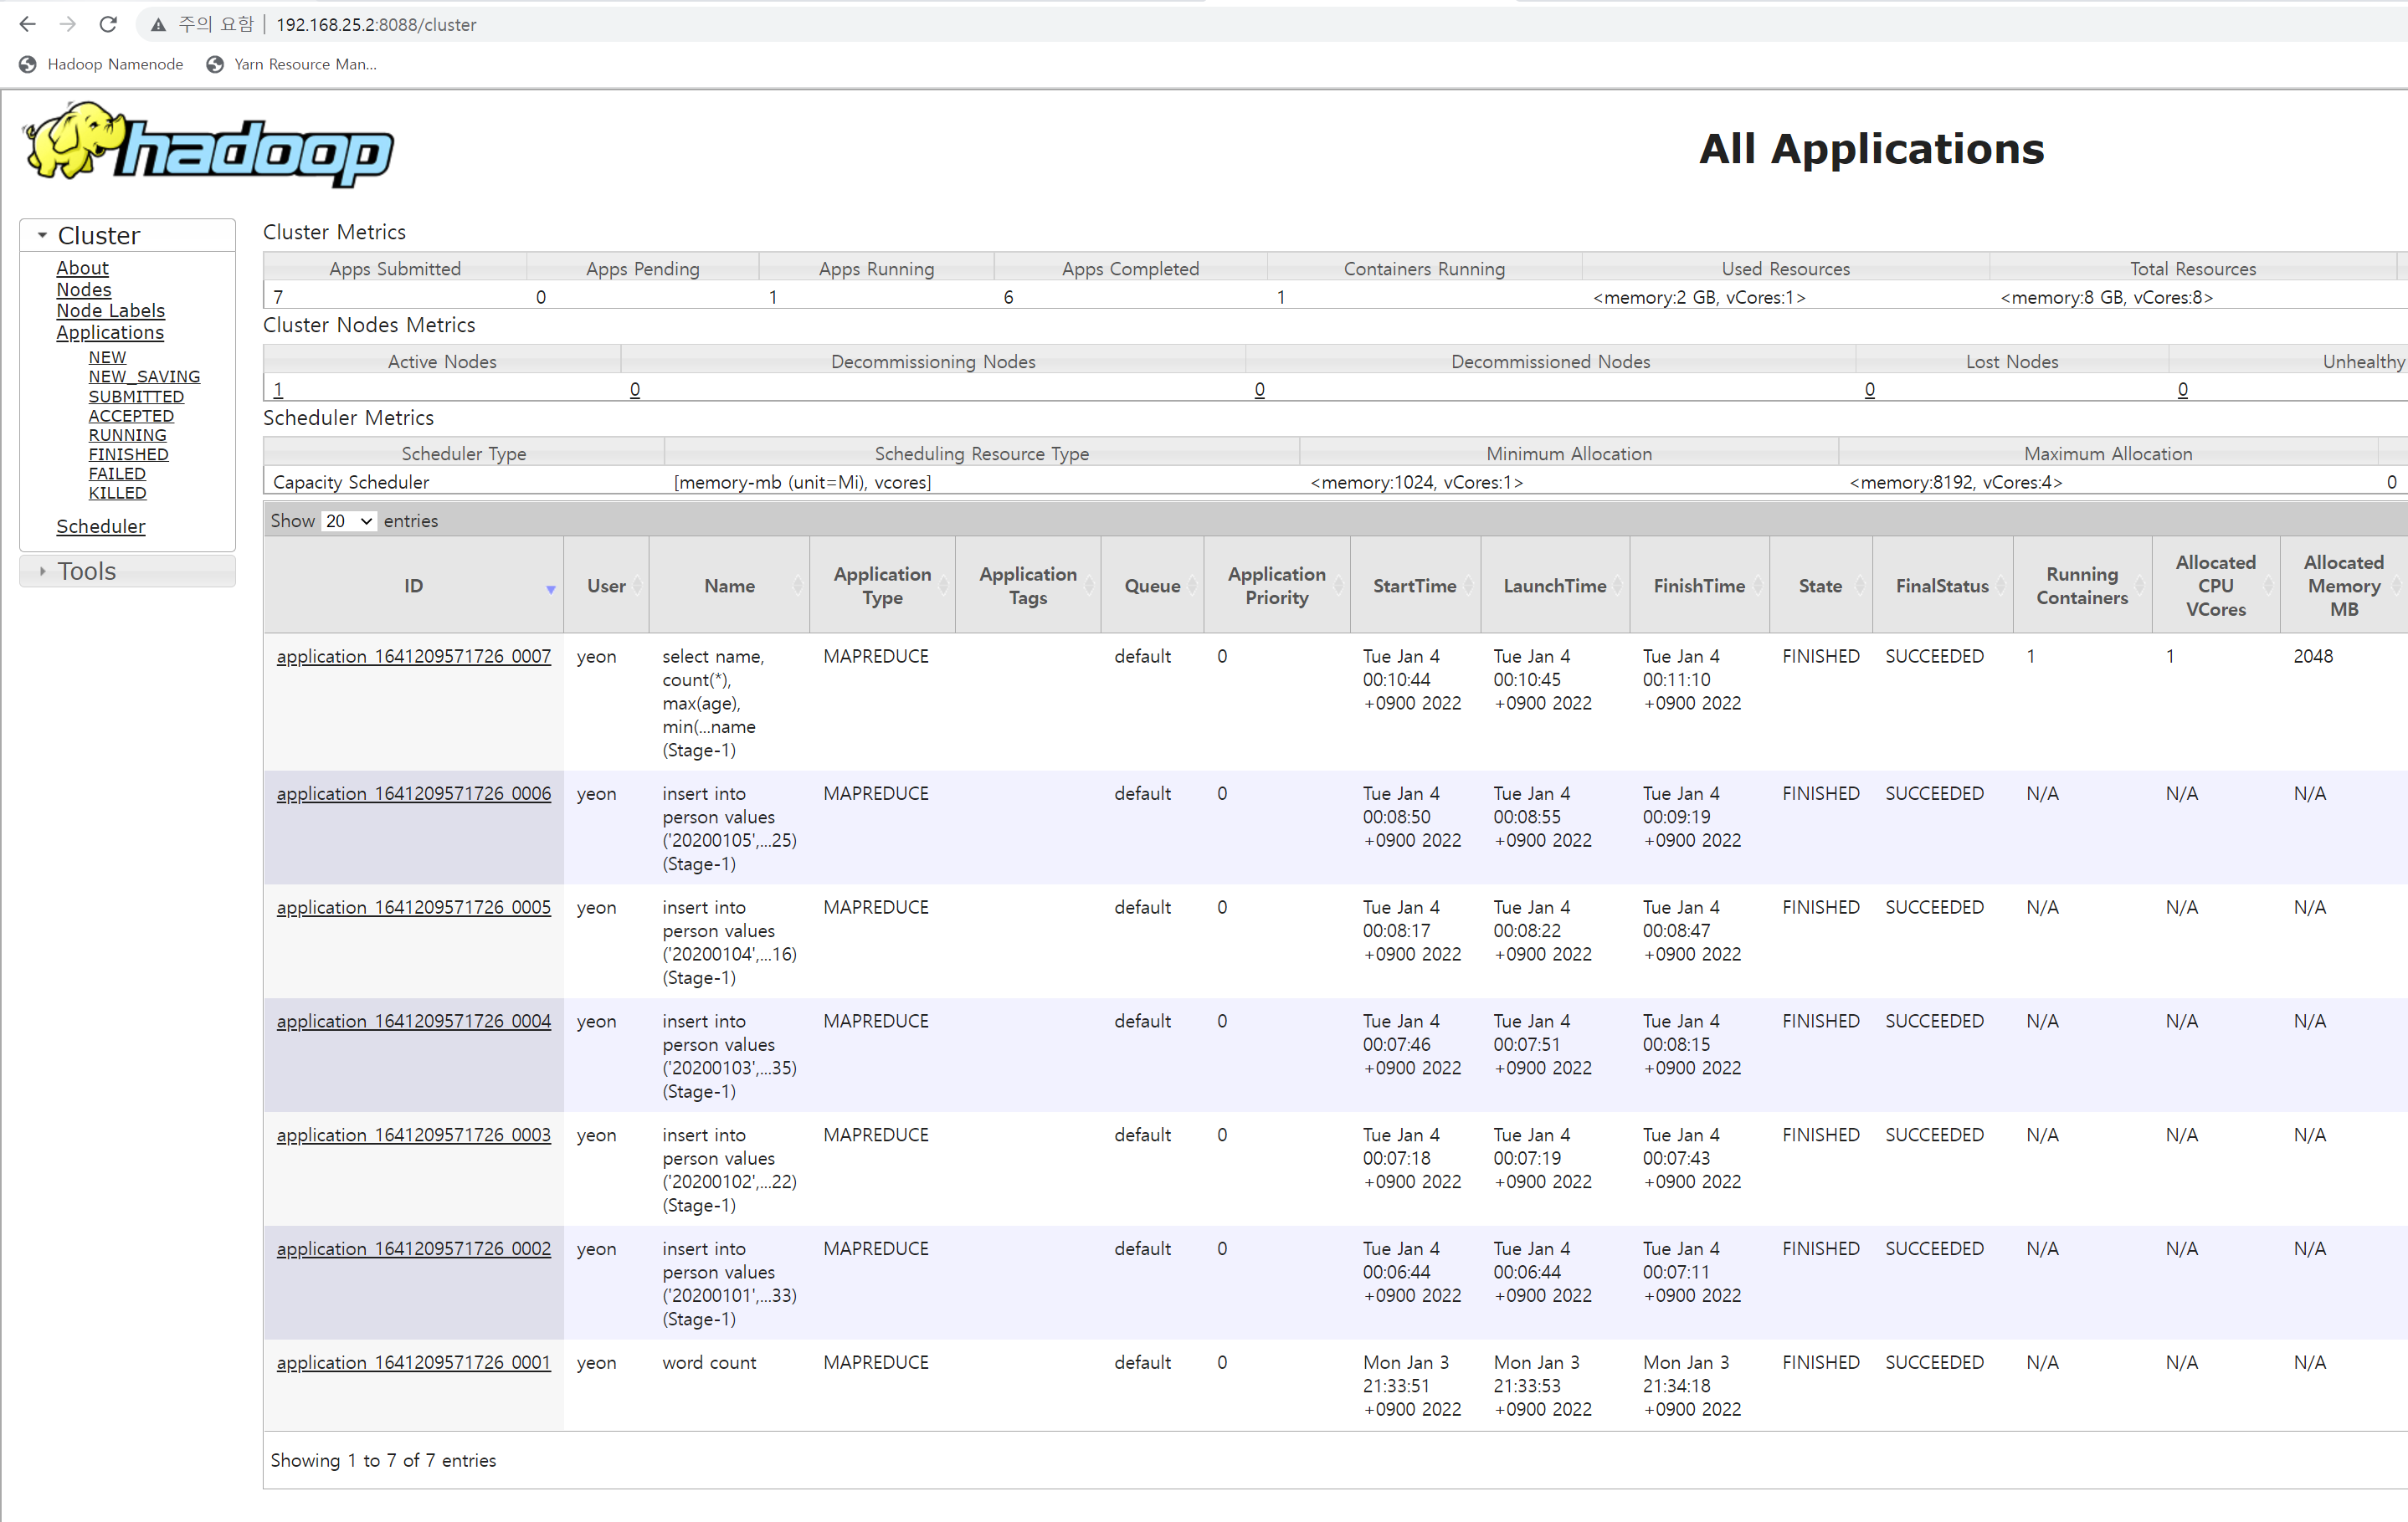 주의 요함 | 192.168.25.2:8088/cluster
Hadoop Namenode Yarn Resource Man...
hadoop
All Applications
Cluster
About
Nodes
Node Labels
Applications
NEW
NEW_SAVING
SUBMITTED
ACCEPTED
RUNNING
FINISHED
FAILED
KILLED
Scheduler
Tools
Cluster Metrics
Apps Submitted Apps Pending Apps Running Apps Completed Containers Running Used Resources Total Resources
7 0 1 6 1 <memory:2 GB, vCores:1> <memory:8 GB, vCores:8>
Cluster Nodes Metrics
Active Nodes Decommissioning Nodes Decommissioned Nodes Lost Nodes Unhealthy
1 0 0 0 0
Scheduler Metrics
Scheduler Type Scheduling Resource Type Minimum Allocation Maximum Allocation
Capacity Scheduler [memory-mb (unit=Mi), vcores] <memory:1024, vCores:1> <memory:8192, vCores:4> 0
Show 20 entries
ID User Name Application Type Application Tags Queue Application Priority StartTime LaunchTime FinishTime State FinalStatus Running Containers Allocated CPU VCores Allocated Memory MB
application_1641209571726_0007 yeon select name, count(*), max(age), min(...name (Stage-1) MAPREDUCE default 0 Tue Jan 4 00:10:44 +0900 2022 Tue Jan 4 00:10:45 +0900 2022 Tue Jan 4 00:11:10 +0900 2022 FINISHED SUCCEEDED 1 1 2048
application_1641209571726_0006 yeon insert into person values ('20200105',...25) (Stage-1) MAPREDUCE default 0 Tue Jan 4 00:08:50 +0900 2022 Tue Jan 4 00:08:55 +0900 2022 Tue Jan 4 00:09:19 +0900 2022 FINISHED SUCCEEDED N/A N/A N/A
application_1641209571726_0005 yeon insert into person values ('20200104',...16) (Stage-1) MAPREDUCE default 0 Tue Jan 4 00:08:17 +0900 2022 Tue Jan 4 00:08:22 +0900 2022 Tue Jan 4 00:08:47 +0900 2022 FINISHED SUCCEEDED N/A N/A N/A
application_1641209571726_0004 yeon insert into person values ('20200103',...35) (Stage-1) MAPREDUCE default 0 Tue Jan 4 00:07:46 +0900 2022 Tue Jan 4 00:07:51 +0900 2022 Tue Jan 4 00:08:15 +0900 2022 FINISHED SUCCEEDED N/A N/A N/A
application_1641209571726_0003 yeon insert into person values ('20200102',...22) (Stage-1) MAPREDUCE default 0 Tue Jan 4 00:07:18 +0900 2022 Tue Jan 4 00:07:19 +0900 2022 Tue Jan 4 00:07:43 +0900 2022 FINISHED SUCCEEDED N/A N/A N/A
application_1641209571726_0002 yeon insert into person values ('20200101',...33) (Stage-1) MAPREDUCE default 0 Tue Jan 4 00:06:44 +0900 2022 Tue Jan 4 00:06:44 +0900 2022 Tue Jan 4 00:07:11 +0900 2022 FINISHED SUCCEEDED N/A N/A N/A
application_1641209571726_0001 yeon word count MAPREDUCE default 0 Mon Jan 3 21:33:51 +0900 2022 Mon Jan 3 21:33:53 +0900 2022 Mon Jan 3 21:34:18 +0900 2022 FINISHED SUCCEEDED N/A N/A N/A
Showing 1 to 7 of 7 entries